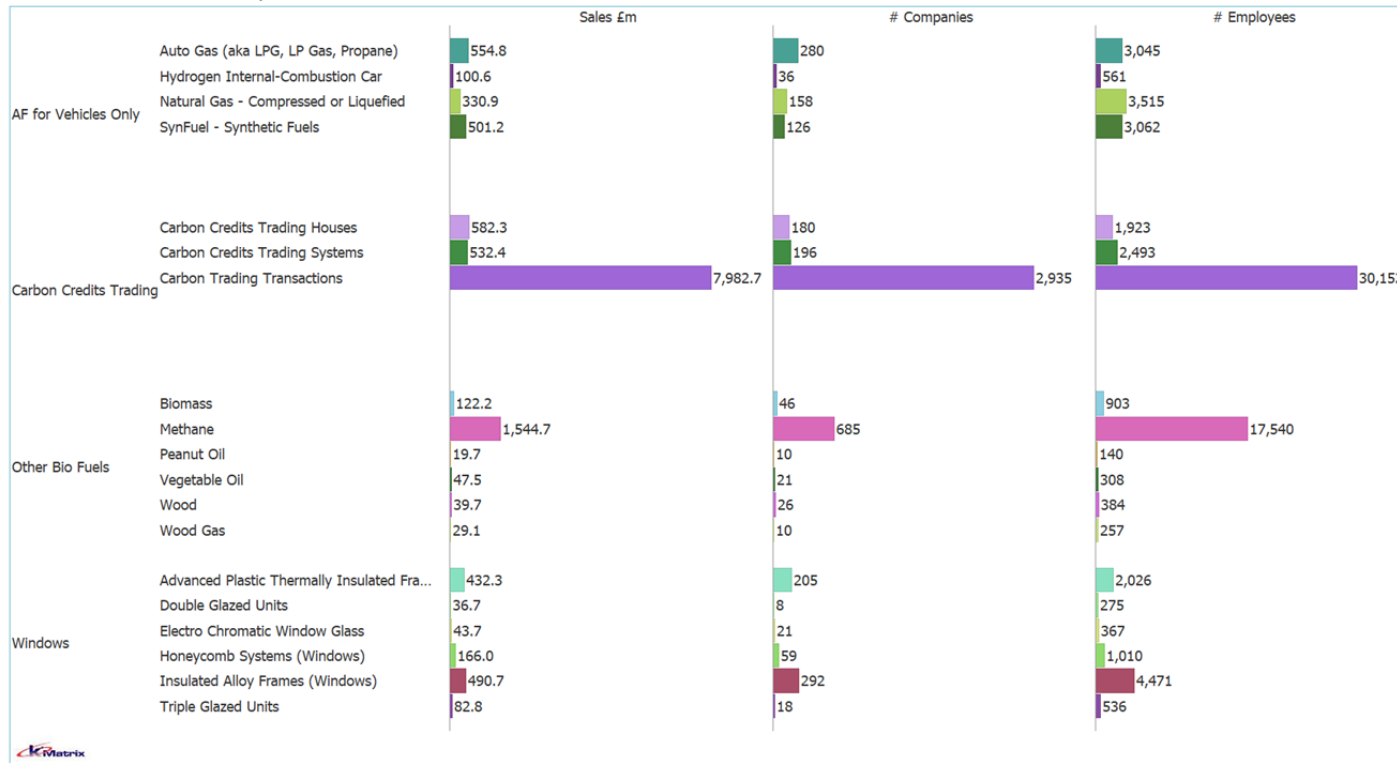 Sales £m # Companies # Employees
AF for Vehicles Only
Auto Gas (aka LPG, LP Gas, Propane) 554.8 280 3,045
Hydrogen Internal-Combustion Car 100.6 36 561
Natural Gas - Compressed or Liquefied 330.9 158 3,515
SynFuel - Synthetic Fuels 501.2 126 3,062
Carbon Credits Trading
Carbon Credits Trading Houses 582.3 180 1,923
Carbon Credits Trading Systems 532.4 196 2,493
Carbon Trading Transactions 7,982.7 2,935 30,15
Other Bio Fuels
Biomass 122.2 46 903
Methane 1,544.7 685 17,540
Peanut Oil 19.7 10 140
Vegetable Oil 47.5 21 308
Wood 39.7 26 384
Wood Gas 29.1 10 257
Windows
Advanced Plastic Thermally Insulated Fra... 432.3 205 2,026
Double Glazed Units 36.7 8 275
Electro Chromatic Window Glass 43.7 21 367
Honeycomb Systems (Windows) 166.0 59 1,010
Insulated Alloy Frames (Windows) 490.7 292 4,471
Triple Glazed Units 82.8 18 536
kMatrix